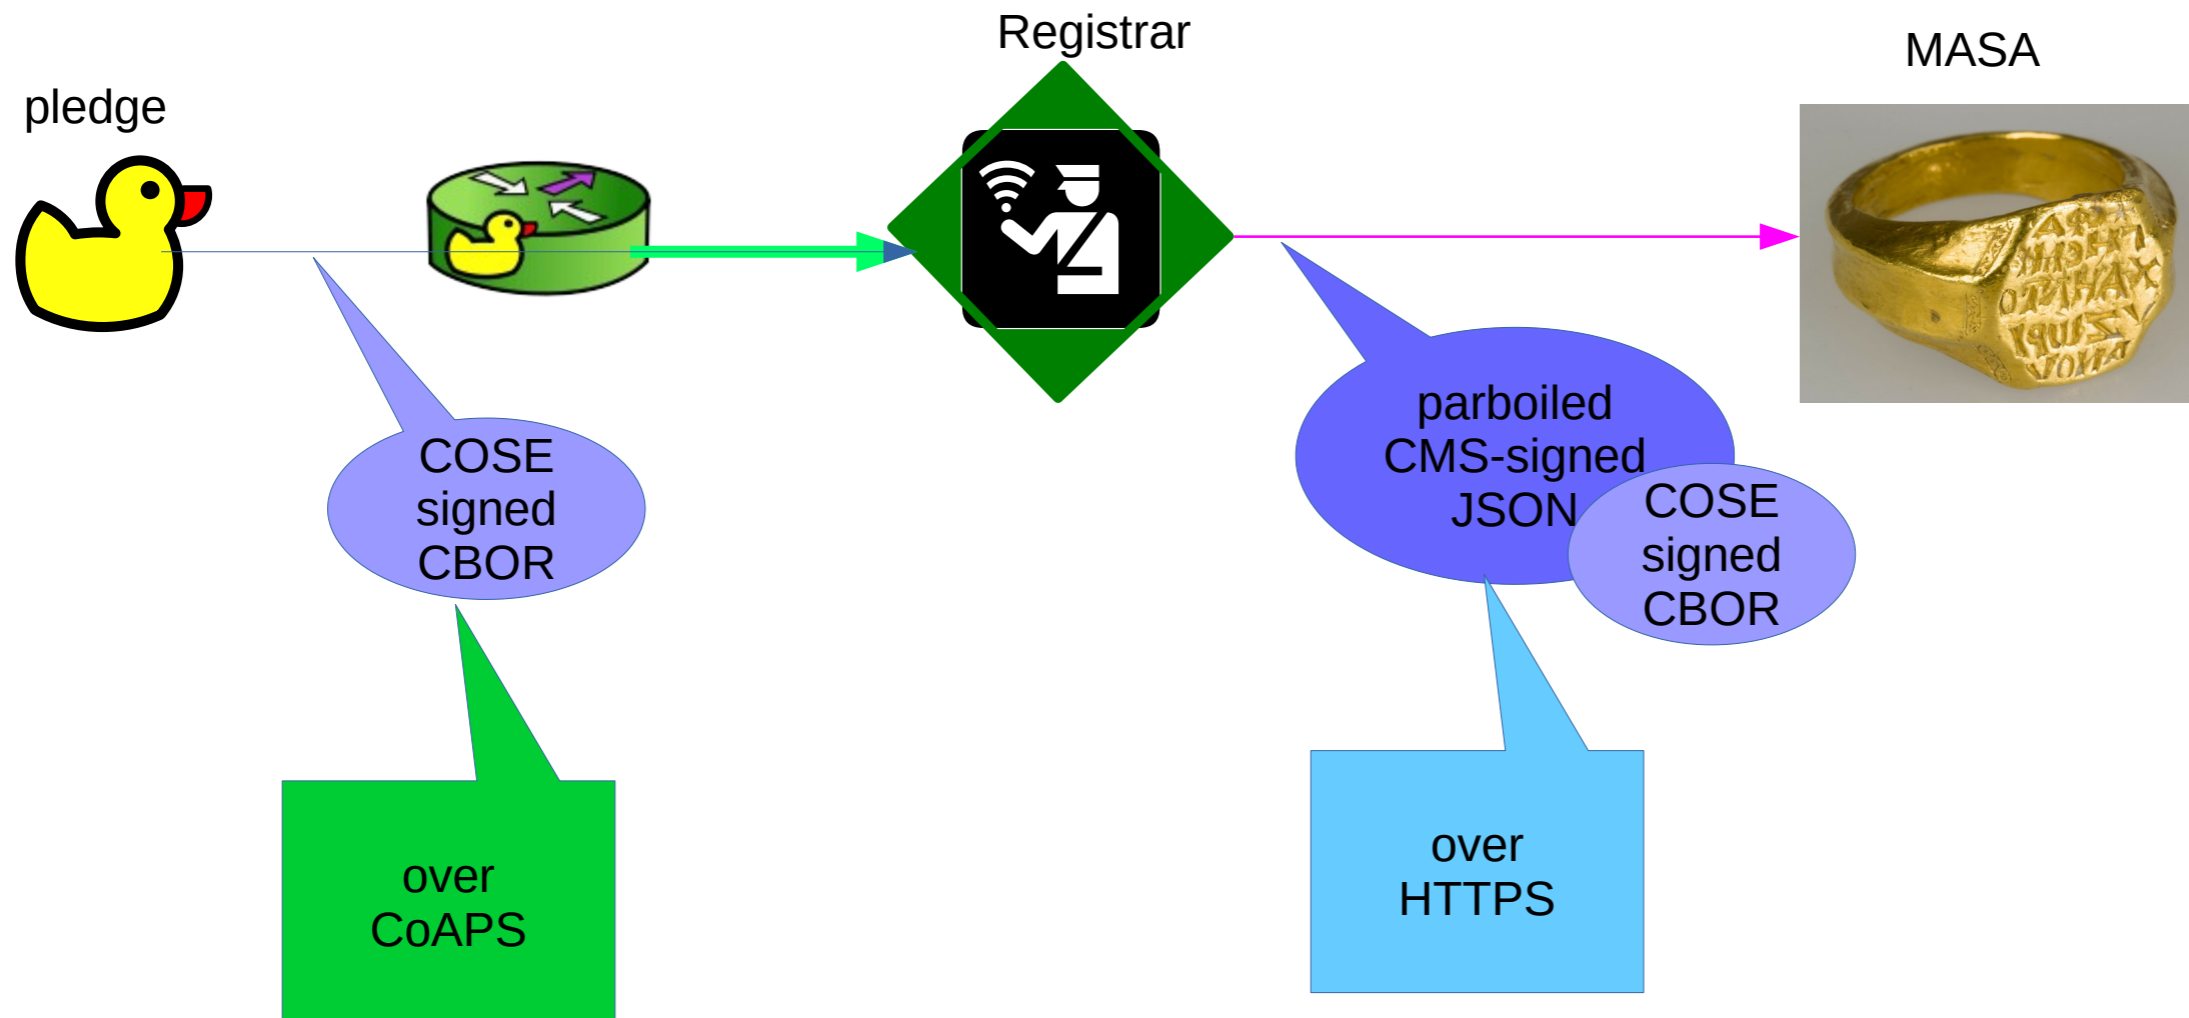 Registrar
MASA
pledge
parboiled
CMS-signed
JSON
COSE
signed
CBOR
COSE
signed
CBOR
over
HTTPS
over
CoAPS